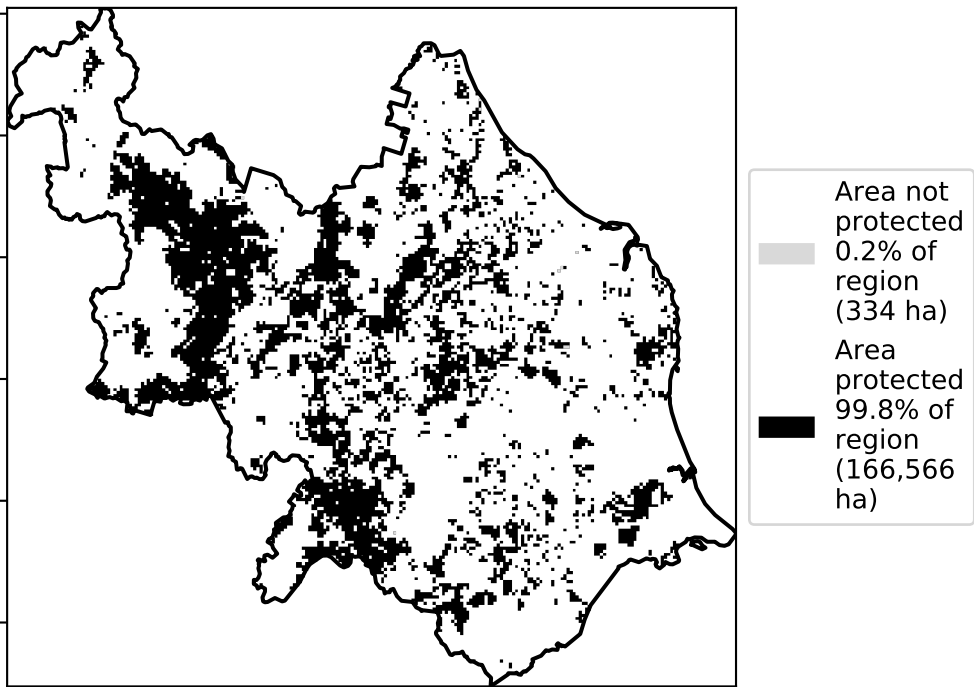 Area not
protected
0.2% of
region
(334 ha)
Area
protected
99.8% of
region
(166,566
ha)